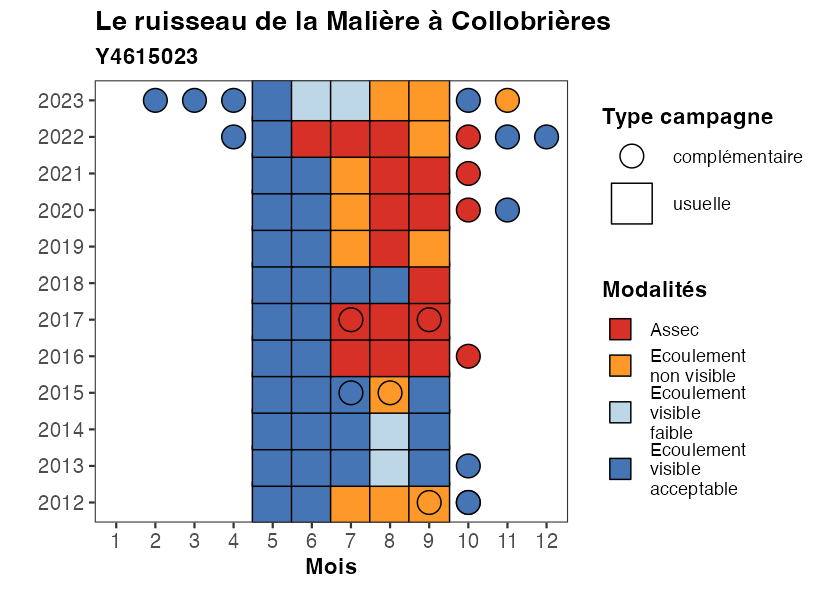 Le ruisseau de la Malière à Collobrières
Y4615023
2023
2022
2021
2020
2019
2018
2017
2016
2015
2014
2013
2012
1 2 3 4 5 6 7 8 9 10 11 12
Mois
Type campagne
complémentaire
usuelle
Modalités
Assec
Ecoulement
non visible
Ecoulement
visible
faible
Ecoulement
visible
acceptable